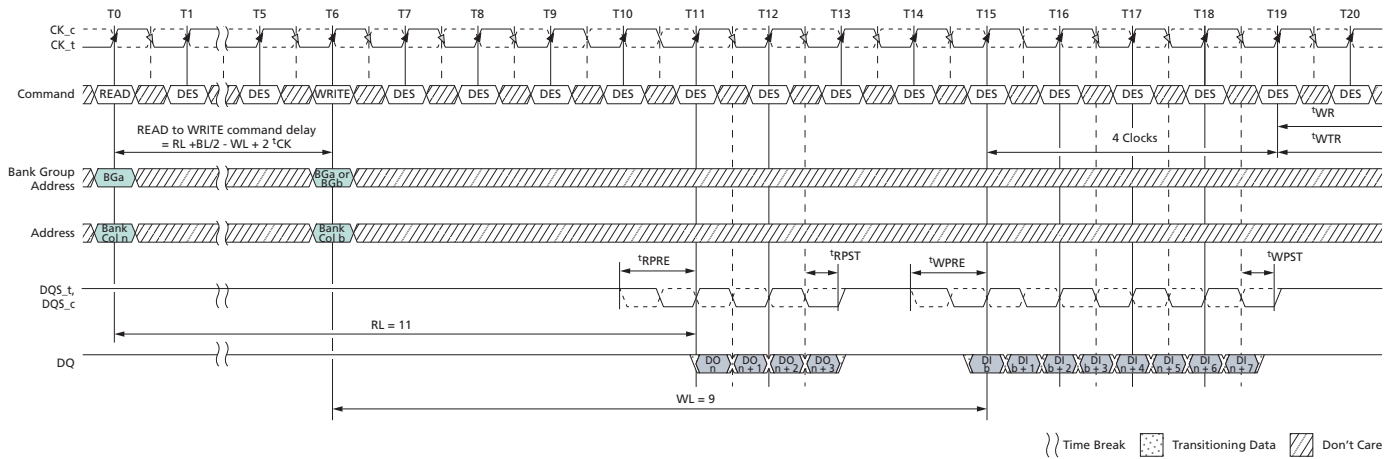 T0 T1 T5 T6 T7 T8 T9 T10 T11 T12 T13 T14 T15 T16 T17 T18 T19 T20
CK_c
CK_t
Command READ DES DES WRITE DES DES DES DES DES DES DES DES DES DES DES DES DES DES
tWR
READ to WRITE command delay
= RL +BL/2 - WL + 2 tCK
4 Clocks
tWTR
Bank Group
Address
BGa
BGa or
BGb
Address
Bank
Col n
Bank
Col b
tRPRE tRPST tWPRE tWPST
DQS_t,
DQS_c
RL = 11
DQ
DO DO DO DO DI DI DI DI DI DI DI DI
n n + 1 n + 2 n + 3 b b + 1 b + 2 b + 3 n + 4 n + 5 n + 6 n + 7
WL = 9
Time Break Transitioning Data Don't Care